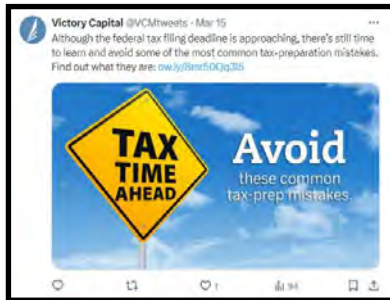 Victory Capital @VCMtweets · Mar 15
Although the federal tax filing deadline is approaching, there's still time
to learn and avoid some of the most common tax-preparation mistakes.
Find out what they are:
TAX
TIME
AHEAD
Avoid
these common
tax-prep mistakes.
1
94